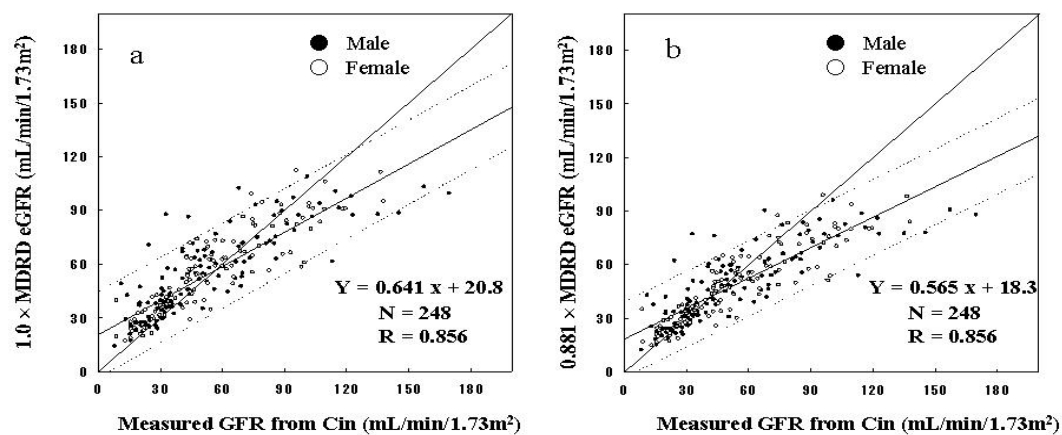 a
● Male
○ Female
1.0 × MDRD eGFR (mL/min/1.73m²)
180
150
120
90
60
30
0
Y = 0.641 x + 20.8
N = 248
R = 0.856
0 30 60 90 120 150 180
Measured GFR from Cin (mL/min/1.73m²)
b
● Male
○ Female
0.881 × MDRD eGFR (mL/min/1.73m²)
180
150
120
90
60
30
0
Y = 0.565 x + 18.3
N = 248
R = 0.856
0 30 60 90 120 150 180
Measured GFR from Cin (mL/min/1.73m²)